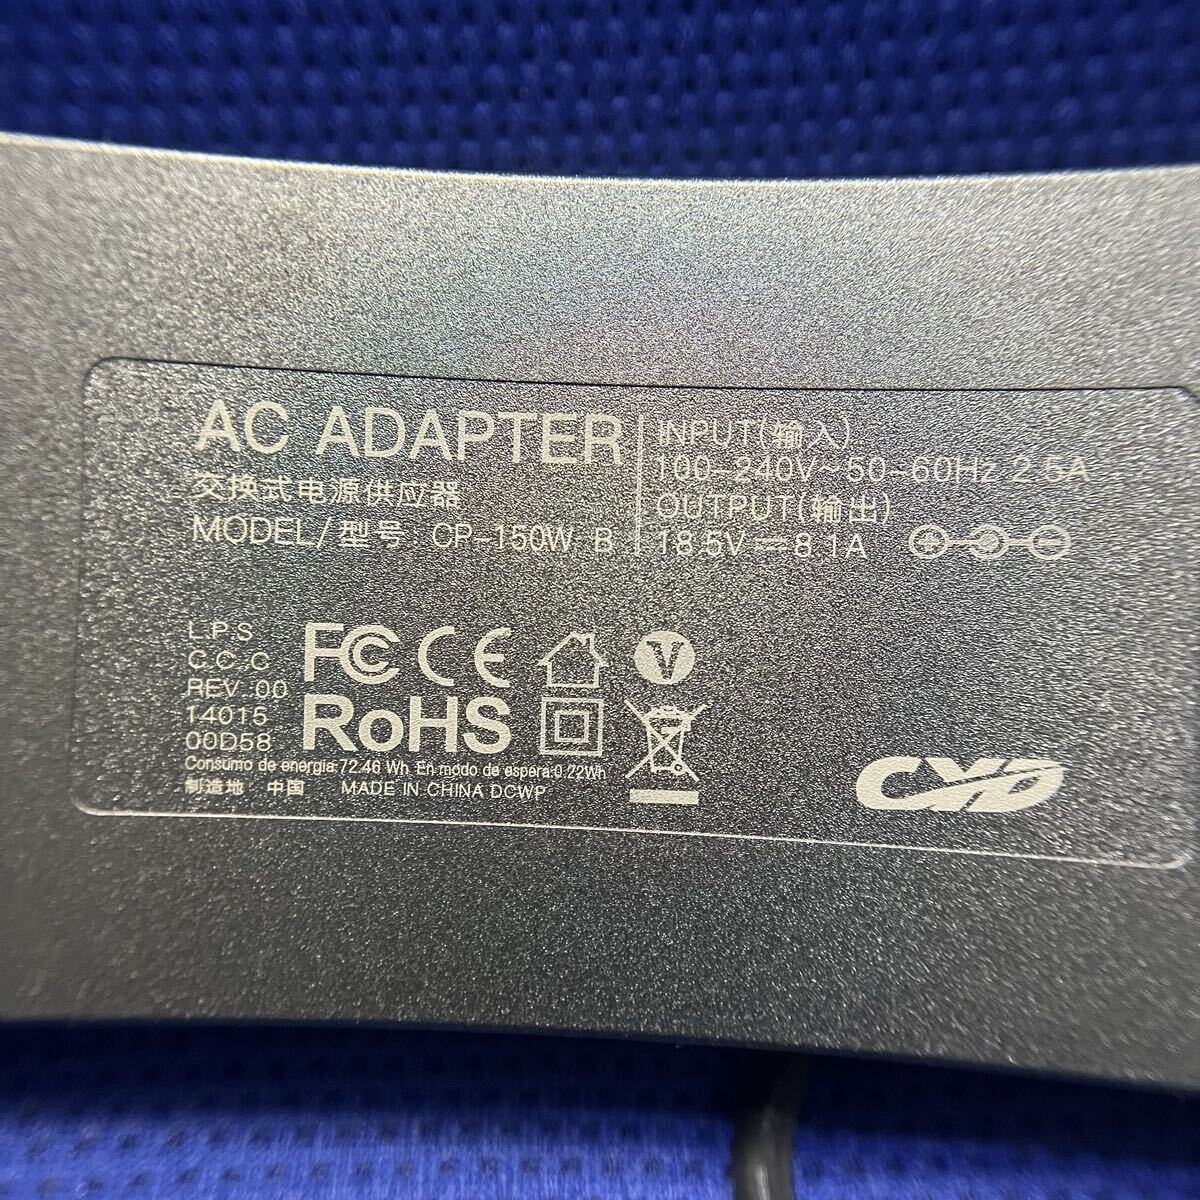 AC ADAPTER
交换式电源供应器
MODEL/型号 CP-150W B
INPUT(输入)
100-240V~50-60Hz 2.5A
OUTPUT(输出)
18.5V⎓8.1A
L.P.S
C.C.C
REV.00
14015
00D58
FC CE V
RoHS
Consumo de energia:72.46 Wh En modo de espera:0.22Wh
制造地 中国 MADE IN CHINA DCWP
CYD